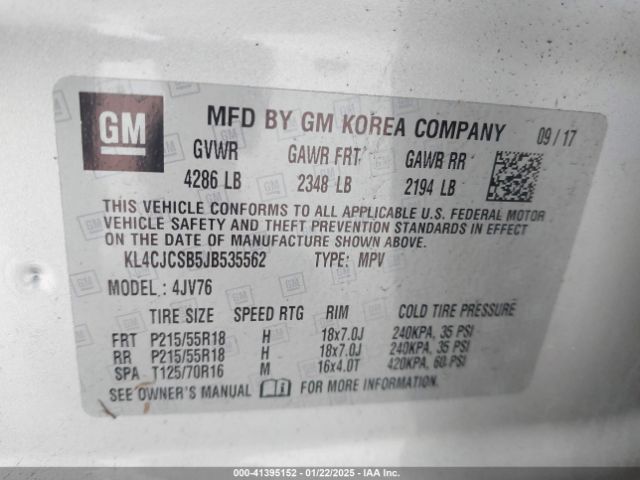 GM
MFD BY GM KOREA COMPANY 09/17
GVWR GAWR FRT GAWR RR
4286 LB 2348 LB 2194 LB
THIS VEHICLE CONFORMS TO ALL APPLICABLE U.S. FEDERAL MOTOR
VEHICLE SAFETY AND THEFT PREVENTION STANDARDS IN EFFECT
ON THE DATE OF MANUFACTURE SHOWN ABOVE.
KL4CJCSB5JB535562 TYPE: MPV
MODEL: 4JV76
TIRE SIZE SPEED RTG RIM COLD TIRE PRESSURE
FRT P215/55R18 H 18x7.0J 240KPA, 35 PSI
RR P215/55R18 H 18x7.0J 240KPA, 35 PSI
SPA T125/70R16 M 16x4.0T 420KPA, 60 PSI
SEE OWNER'S MANUAL FOR MORE INFORMATION.
000-41395152 - 01/22/2025 - IAA Inc.